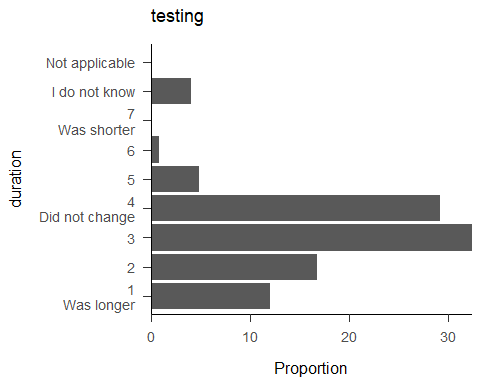 testing
Not applicable
I do not know
7
Was shorter
6
5
4
Did not change
3
2
1
Was longer
duration
0 10 20 30
Proportion